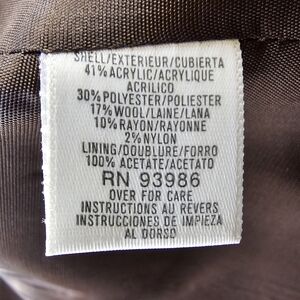 SHELL/EXTERIEUR/CUBIERTA
41% ACRYLIC/ACRYLIQUE
ACRILICO
30% POLYESTER/POLIESTER
17% WOOL/LAINE/LANA
10% RAYON/RAYONNE
2% NYLON
LINING/DOUBLURE/FORRO
100% ACETATE/ACETATO
RN 93986
OVER FOR CARE
INSTRUCTIONS AU REVERS
INSTRUCCIONES DE LIMPIEZA
AL DORSO